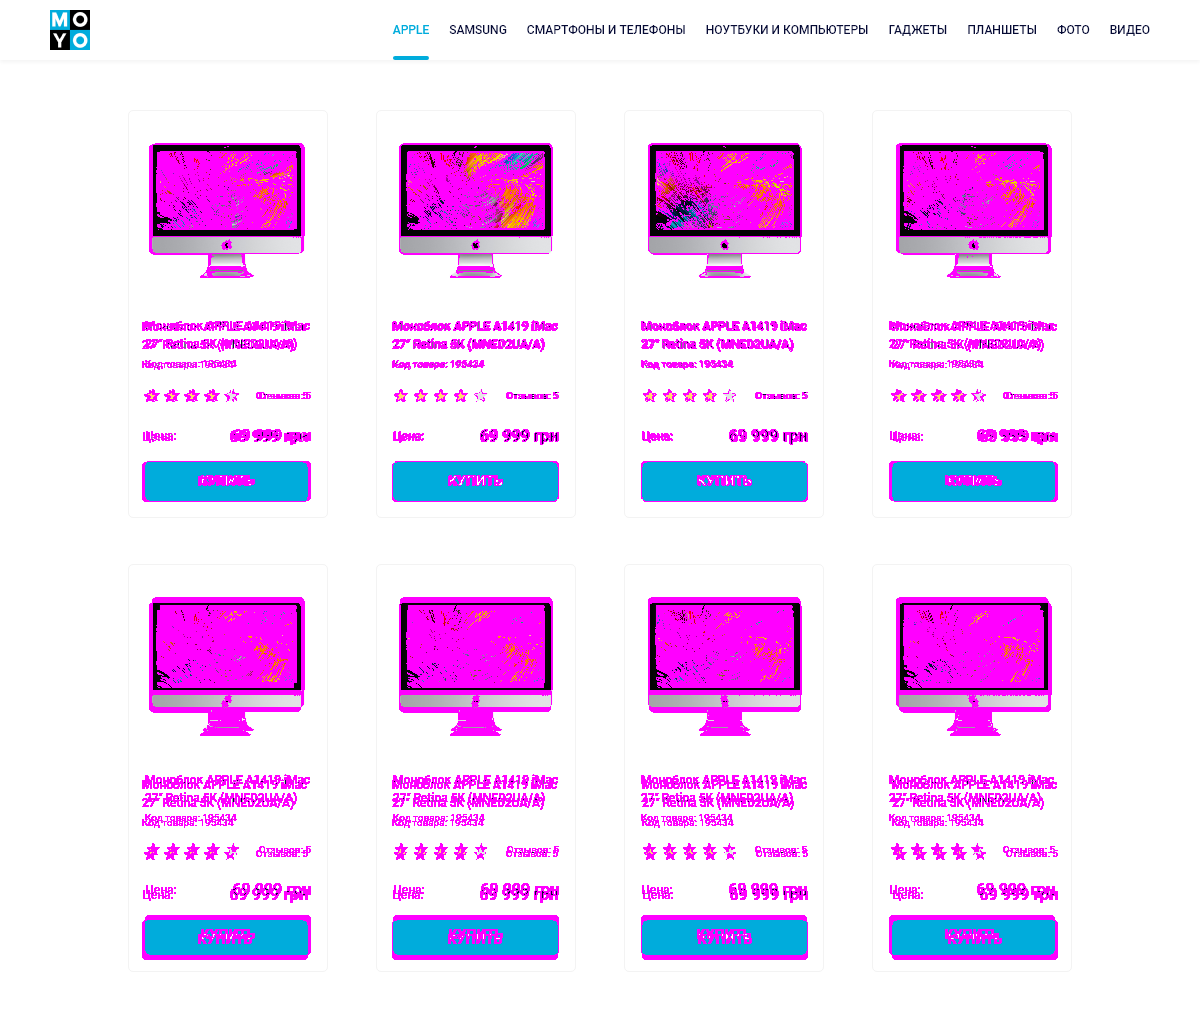 MO
YO
APPLE SAMSUNG СМАРТФОНЫ И ТЕЛЕФОНЫ НОУТБУКИ И КОМПЬЮТЕРЫ ГАДЖЕТЫ ПЛАНШЕТЫ ФОТО ВИДЕО
Моноблок APPLE A1419 iMac
27" Retina 5K (MNED2UA/A)
Код товара: 195434
Отзывов: 5
Цена: 69 999 грн
КУПИТЬ
Моноблок APPLE A1419 iMac
27" Retina 5K (MNED2UA/A)
Код товара: 195434
Отзывов: 5
Цена: 69 999 грн
КУПИТЬ
Моноблок APPLE A1419 iMac
27" Retina 5K (MNED2UA/A)
Код товара: 195434
Отзывов: 5
Цена: 69 999 грн
КУПИТЬ
Моноблок APPLE A1419 iMac
27" Retina 5K (MNED2UA/A)
Код товара: 195434
Отзывов: 5
Цена: 69 999 грн
КУПИТЬ
Моноблок APPLE A1419 iMac
27" Retina 5K (MNED2UA/A)
Код товара: 195434
Отзывов: 5
Цена: 69 999 грн
КУПИТЬ
Моноблок APPLE A1419 iMac
27" Retina 5K (MNED2UA/A)
Код товара: 195434
Отзывов: 5
Цена: 69 999 грн
КУПИТЬ
Моноблок APPLE A1419 iMac
27" Retina 5K (MNED2UA/A)
Код товара: 195434
Отзывов: 5
Цена: 69 999 грн
КУПИТЬ
Моноблок APPLE A1419 iMac
27" Retina 5K (MNED2UA/A)
Код товара: 195434
Отзывов: 5
Цена: 69 999 грн
КУПИТЬ